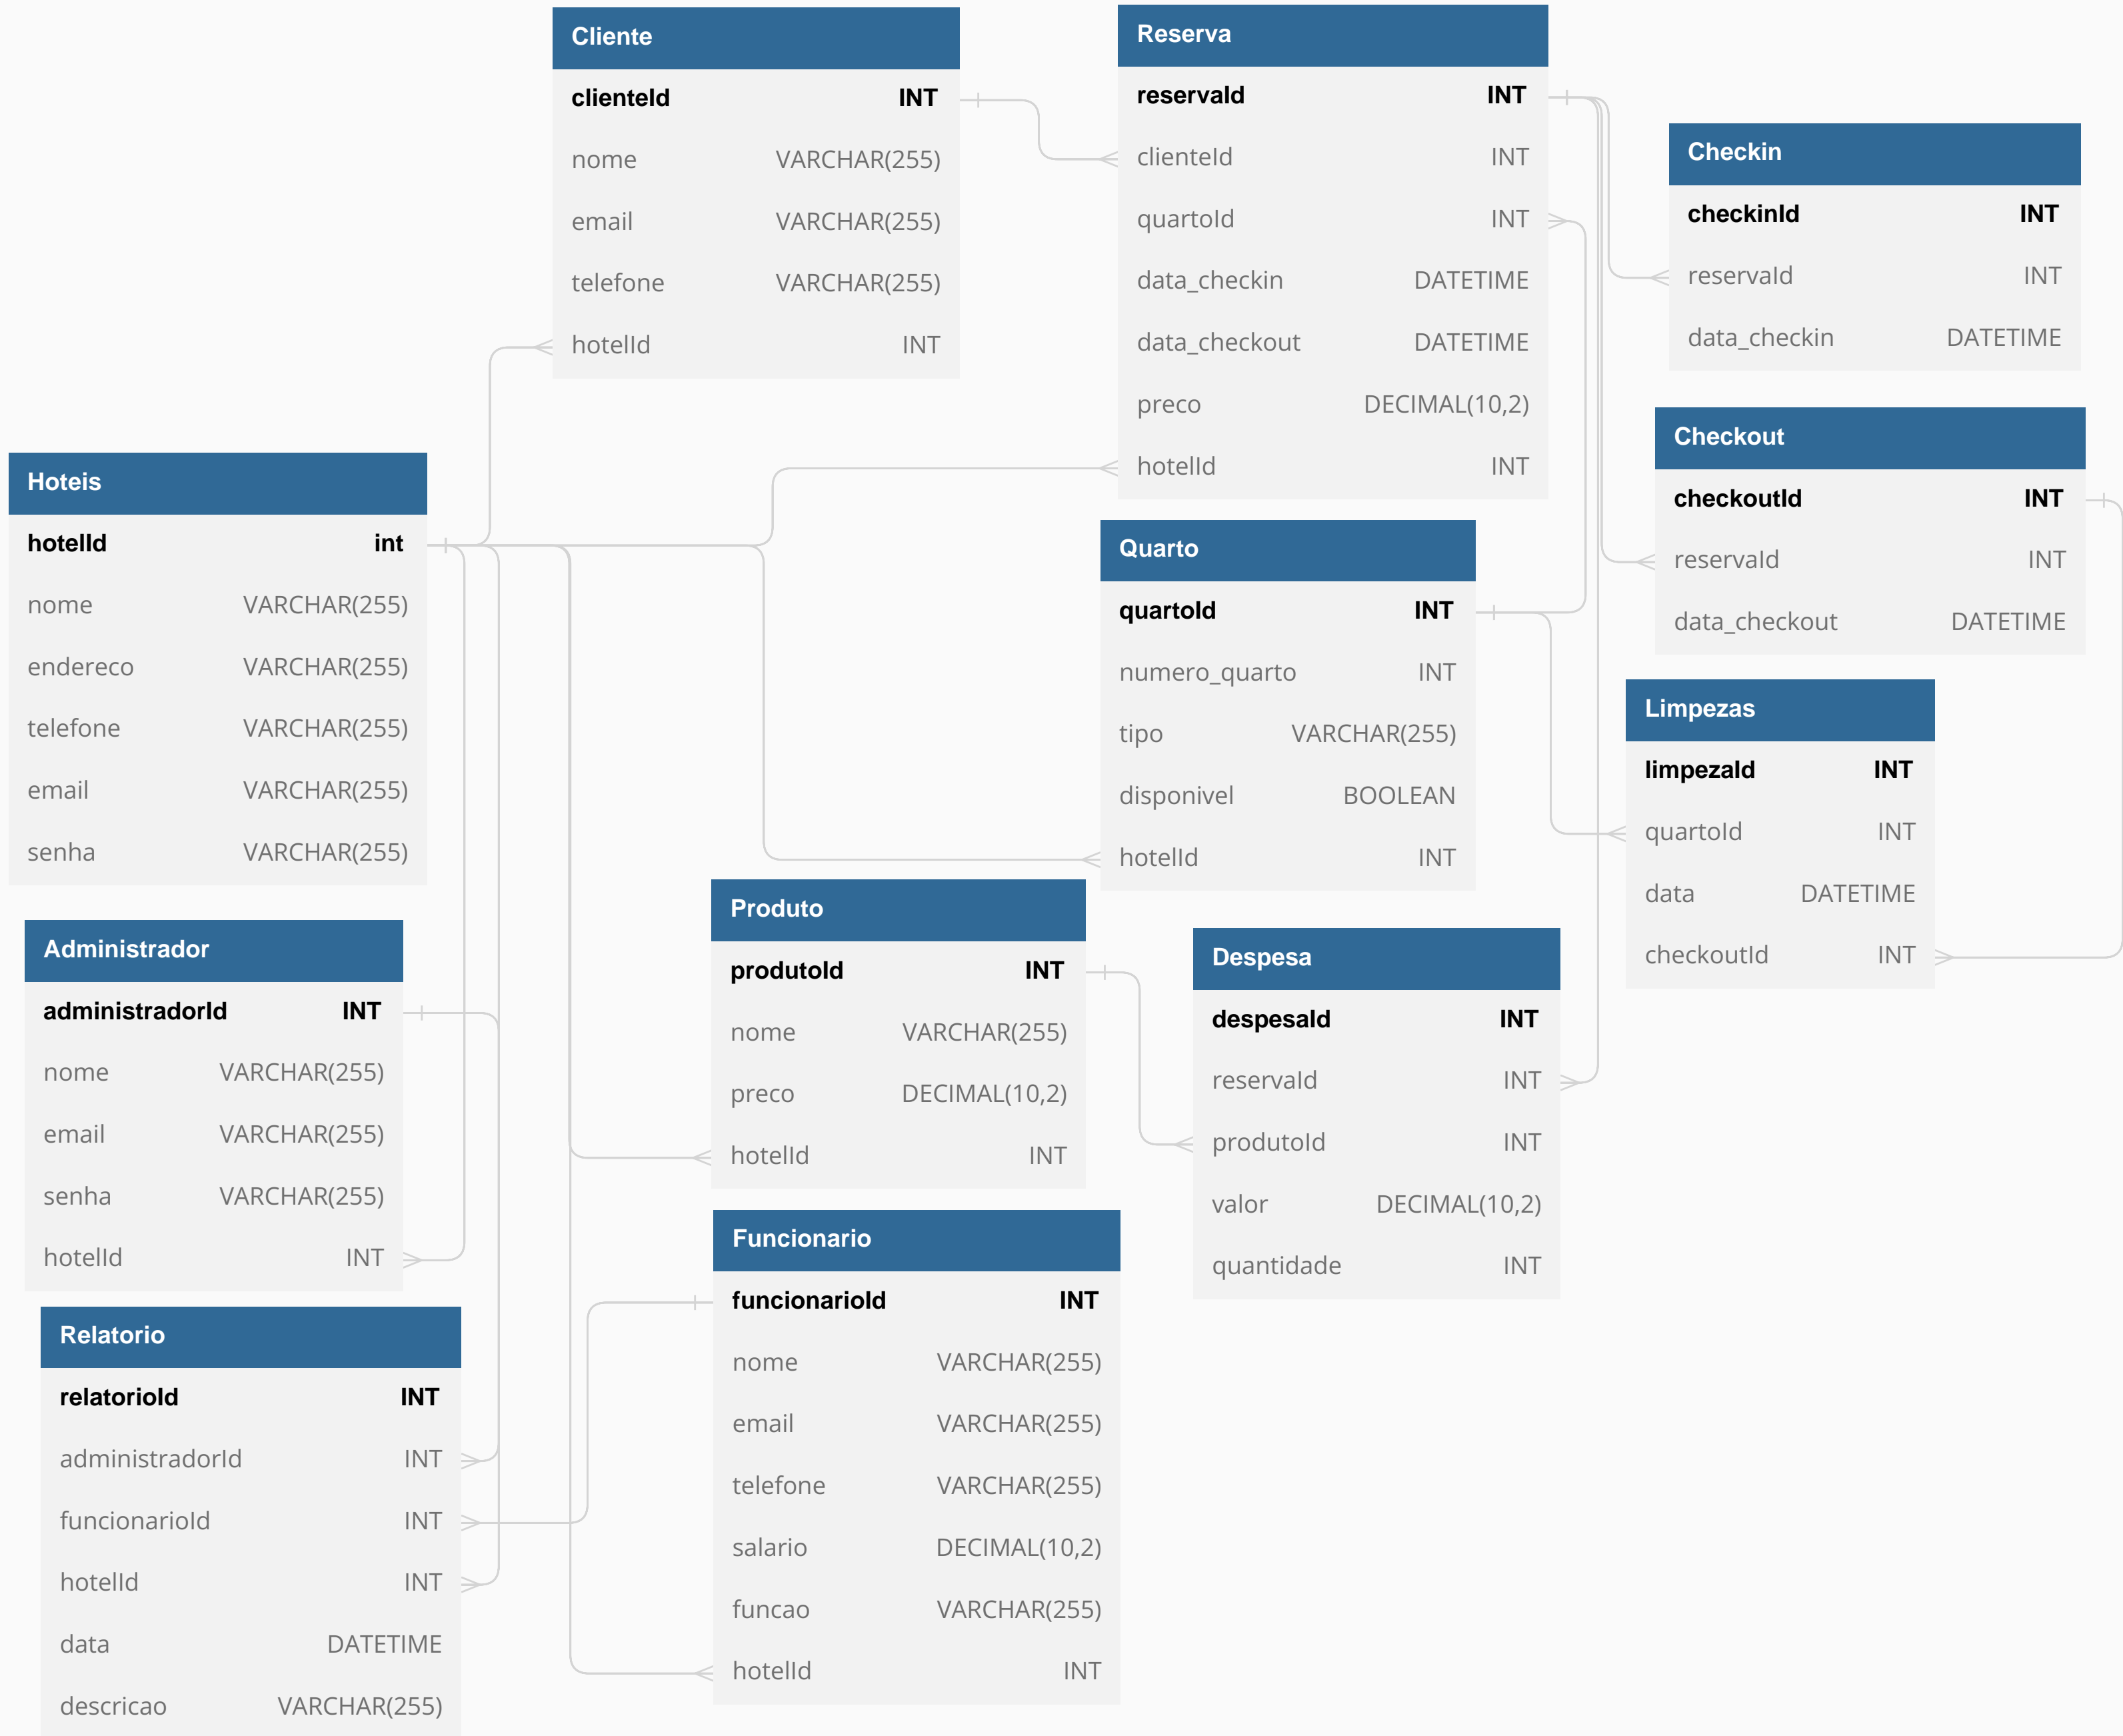 Cliente
clienteId INT
nome VARCHAR(255)
email VARCHAR(255)
telefone VARCHAR(255)
hotelId INT
Reserva
reservaId INT
clienteId INT
quartoId INT
data_checkin DATETIME
data_checkout DATETIME
preco DECIMAL(10,2)
hotelId INT
Checkin
checkinId INT
reservaId INT
data_checkin DATETIME
Checkout
checkoutId INT
reservaId INT
data_checkout DATETIME
Hoteis
hotelId int
nome VARCHAR(255)
endereco VARCHAR(255)
telefone VARCHAR(255)
email VARCHAR(255)
senha VARCHAR(255)
Quarto
quartoId INT
numero_quarto INT
tipo VARCHAR(255)
disponivel BOOLEAN
hotelId INT
Limpezas
limpezaId INT
quartoId INT
data DATETIME
checkoutId INT
Produto
produtoId INT
nome VARCHAR(255)
preco DECIMAL(10,2)
hotelId INT
Administrador
administradorId INT
nome VARCHAR(255)
email VARCHAR(255)
senha VARCHAR(255)
hotelId INT
Despesa
despesaId INT
reservaId INT
produtoId INT
valor DECIMAL(10,2)
quantidade INT
Funcionario
funcionarioId INT
nome VARCHAR(255)
email VARCHAR(255)
telefone VARCHAR(255)
salario DECIMAL(10,2)
funcao VARCHAR(255)
hotelId INT
Relatorio
relatorioId INT
administradorId INT
funcionarioId INT
hotelId INT
data DATETIME
descricao VARCHAR(255)